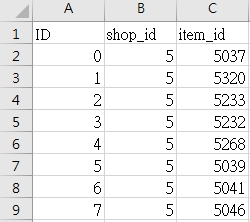 A B C
1 ID shop_id item_id
2 0 5 5037
3 1 5 5320
4 2 5 5233
5 3 5 5232
6 4 5 5268
7 5 5 5039
8 6 5 5041
9 7 5 5046